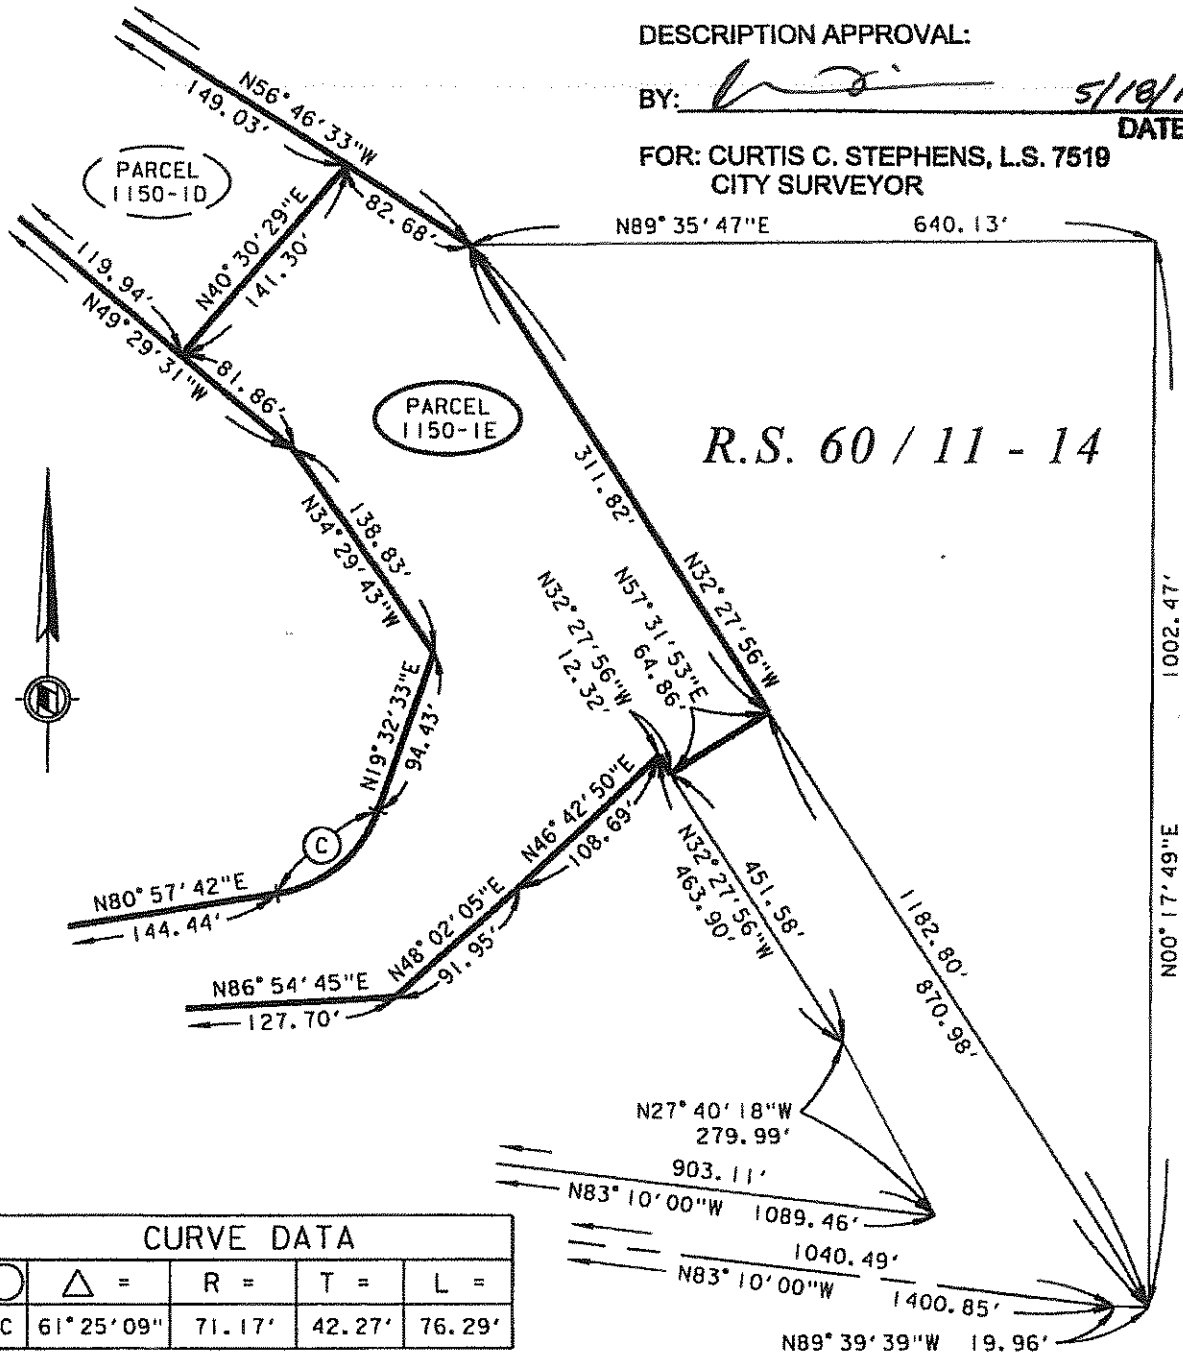 DESCRIPTION APPROVAL:
BY: 5/18/1
DATE
FOR: CURTIS C. STEPHENS, L.S. 7519
CITY SURVEYOR
N56°46'33"W
149.03'
PARCEL
1150-1D
82.68'
N89°35'47"E 640.13'
N40°30'29"E
141.30'
119.94'
N49°29'31"W
81.86'
PARCEL
1150-1E
R.S. 60 / 11 - 14
311.82'
N32°27'56"W
138.83'
N34°29'43"W
N57°31'53"E
64.86'
N32°27'56"W
12.32'
1002.47'
N00°17'49"E
N19°32'33"E
94.43'
C
N46°42'50"E
108.69'
N80°57'42"E
144.44'
N48°02'05"E
91.95'
N86°54'45"E
127.70'
451.58'
N32°27'56"W
463.90'
1182.80'
870.98'
N27°40'18"W
279.99'
903.11'
N83°10'00"W 1089.46'
1040.49'
N83°10'00"W 1400.85'
N89°39'39"W 19.96'
CURVE DATA
△ = R = T = L =
C 61°25'09" 71.17' 42.27' 76.29'